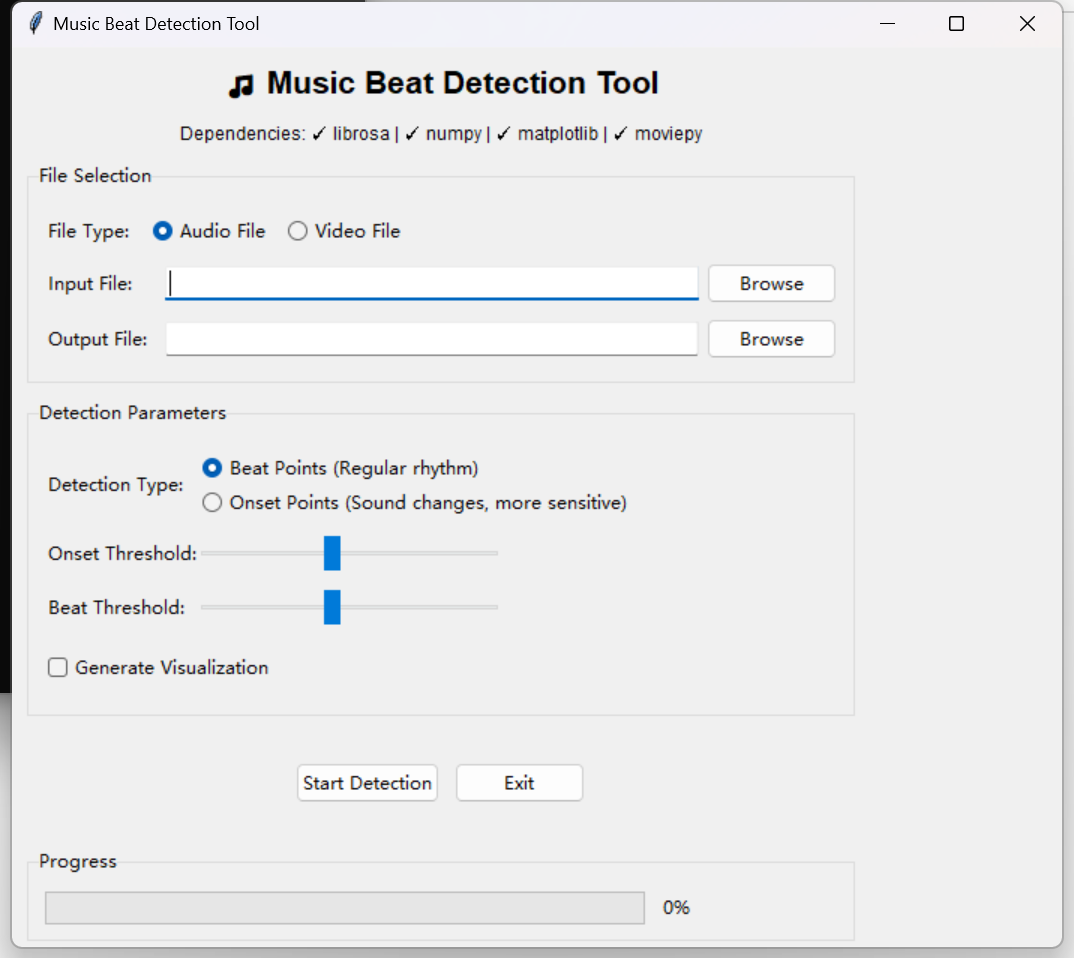 Music Beat Detection Tool
🎵 Music Beat Detection Tool
Dependencies: ✓ librosa | ✓ numpy | ✓ matplotlib | ✓ moviepy
File Selection
File Type: Audio File Video File
Input File: Browse
Output File: Browse
Detection Parameters
Detection Type: Beat Points (Regular rhythm)
Onset Points (Sound changes, more sensitive)
Onset Threshold:
Beat Threshold:
Generate Visualization
Start Detection Exit
Progress
0%